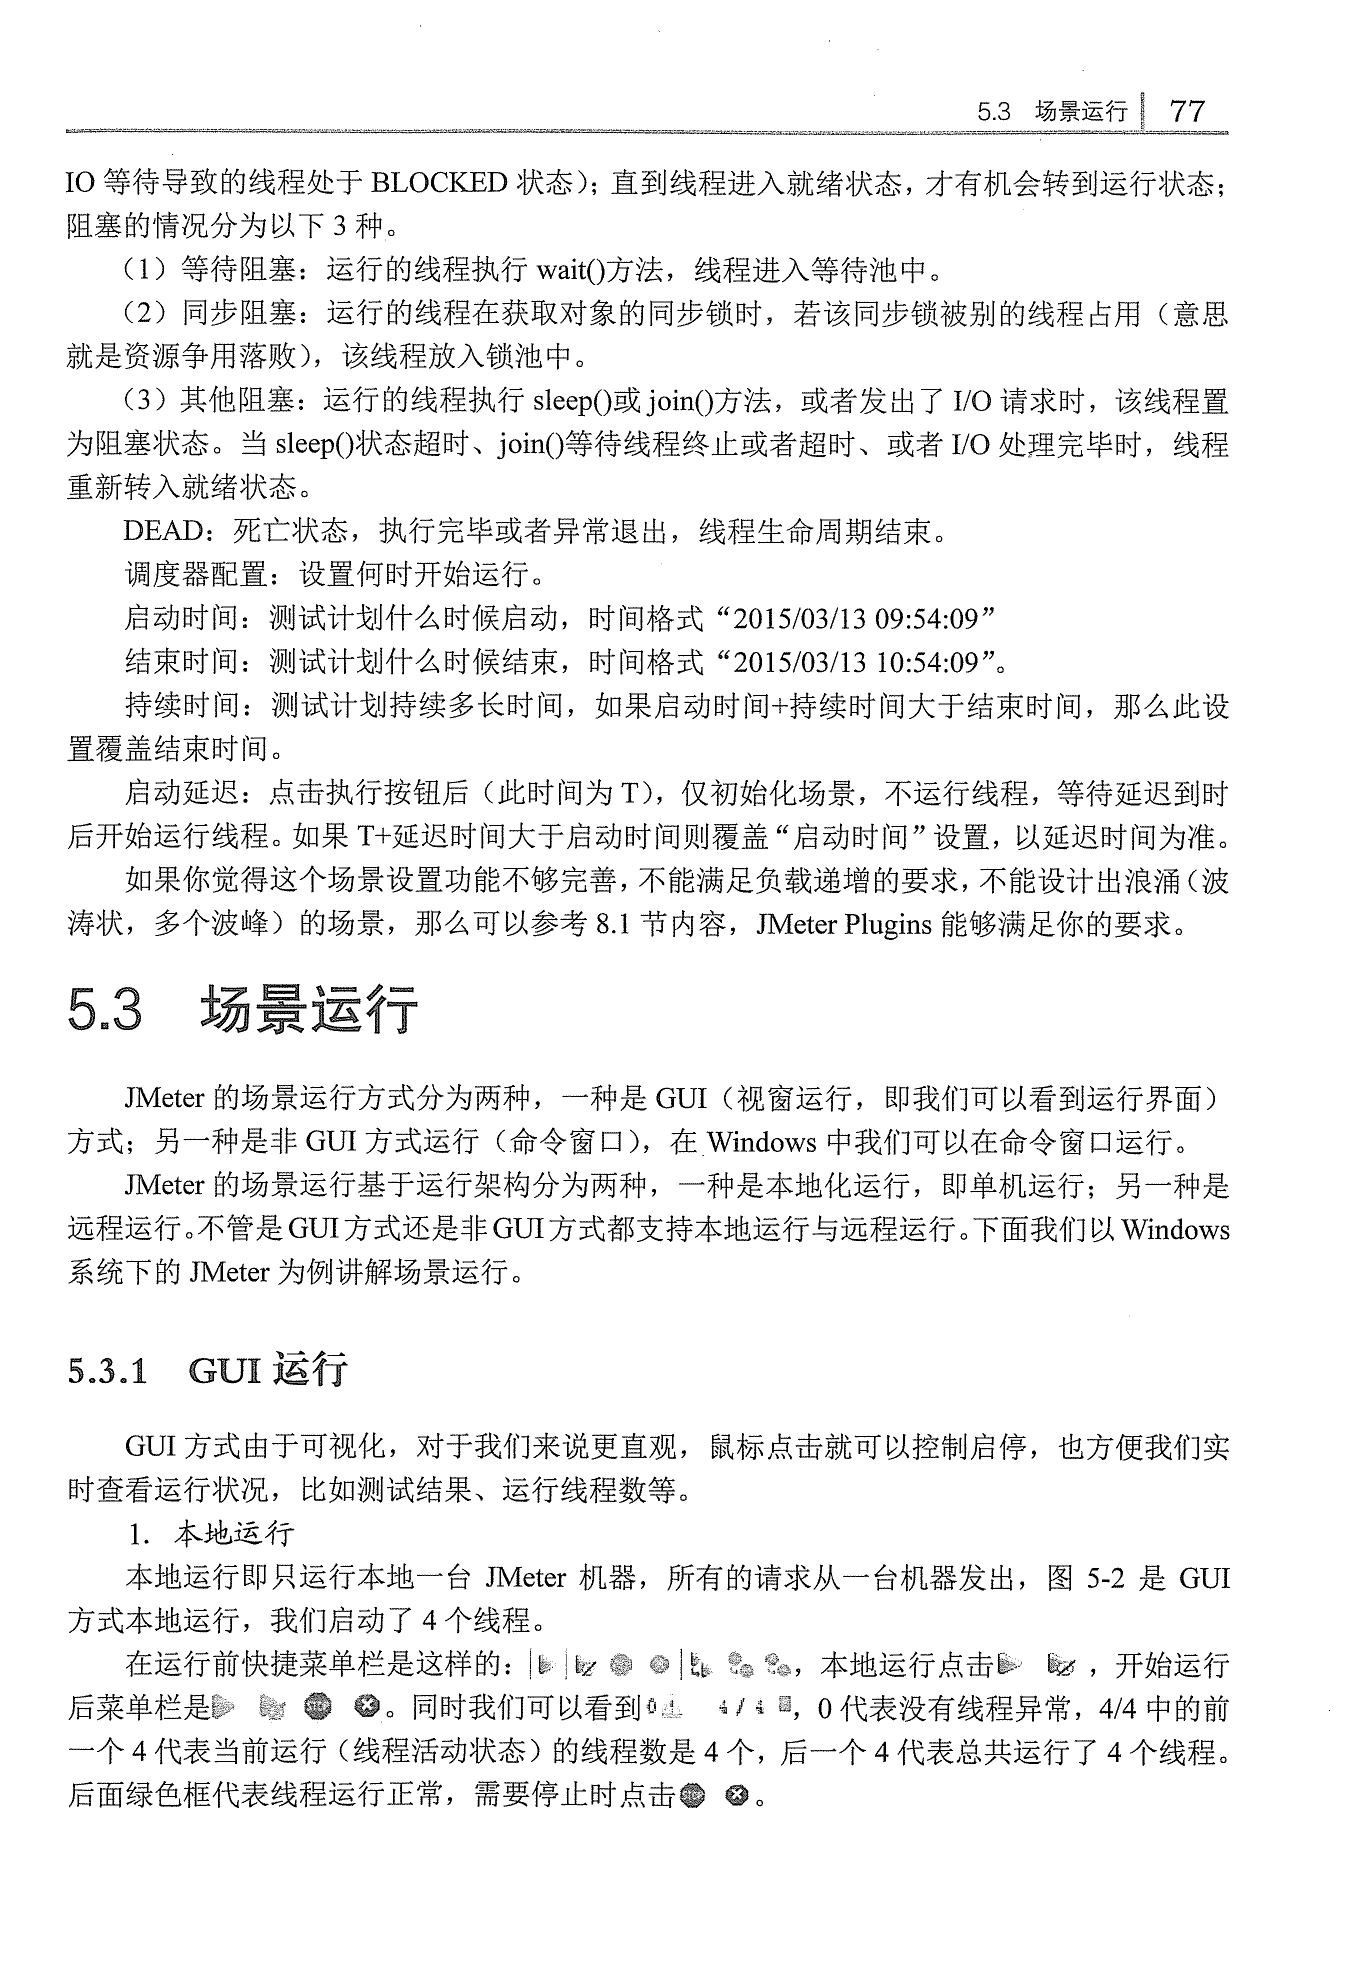 5.3 场景运行 77
IO 等待导致的线程处于 BLOCKED 状态）；直到线程进入就绪状态，才有机会转到运行状态；
阻塞的情况分为以下 3 种。
（1）等待阻塞：运行的线程执行 wait()方法，线程进入等待池中。
（2）同步阻塞：运行的线程在获取对象的同步锁时，若该同步锁被别的线程占用（意思
就是资源争用落败），该线程放入锁池中。
（3）其他阻塞：运行的线程执行 sleep()或 join()方法，或者发出了 I/O 请求时，该线程置
为阻塞状态。当 sleep()状态超时、join()等待线程终止或者超时、或者 I/O 处理完毕时，线程
重新转入就绪状态。
DEAD：死亡状态，执行完毕或者异常退出，线程生命周期结束。
调度器配置：设置何时开始运行。
启动时间：测试计划什么时候启动，时间格式“2015/03/13 09:54:09”
结束时间：测试计划什么时候结束，时间格式“2015/03/13 10:54:09”。
持续时间：测试计划持续多长时间，如果启动时间+持续时间大于结束时间，那么此设
置覆盖结束时间。
启动延迟：点击执行按钮后（此时间为 T），仅初始化场景，不运行线程，等待延迟到时
后开始运行线程。如果 T+延迟时间大于启动时间则覆盖“启动时间”设置，以延迟时间为准。
如果你觉得这个场景设置功能不够完善，不能满足负载递增的要求，不能设计出浪涌（波
涛状，多个波峰）的场景，那么可以参考 8.1 节内容，JMeter Plugins 能够满足你的要求。
5.3 场景运行
JMeter 的场景运行方式分为两种，一种是 GUI（视窗运行，即我们可以看到运行界面）
方式；另一种是非 GUI 方式运行（命令窗口），在 Windows 中我们可以在命令窗口运行。
JMeter 的场景运行基于运行架构分为两种，一种是本地化运行，即单机运行；另一种是
远程运行。不管是 GUI 方式还是非 GUI 方式都支持本地运行与远程运行。下面我们以 Windows
系统下的 JMeter 为例讲解场景运行。
5.3.1 GUI 运行
GUI 方式由于可视化，对于我们来说更直观，鼠标点击就可以控制启停，也方便我们实
时查看运行状况，比如测试结果、运行线程数等。
1. 本地运行
本地运行即只运行本地一台 JMeter 机器，所有的请求从一台机器发出，图 5-2 是 GUI
方式本地运行，我们启动了 4 个线程。
在运行前快捷菜单栏是这样的：，本地运行点击，开始运行
后菜单栏是。同时我们可以看到 0 4 / 4，0 代表没有线程异常，4/4 中的前
一个 4 代表当前运行（线程活动状态）的线程数是 4 个，后一个 4 代表总共运行了 4 个线程。
后面绿色框代表线程运行正常，需要停止时点击。